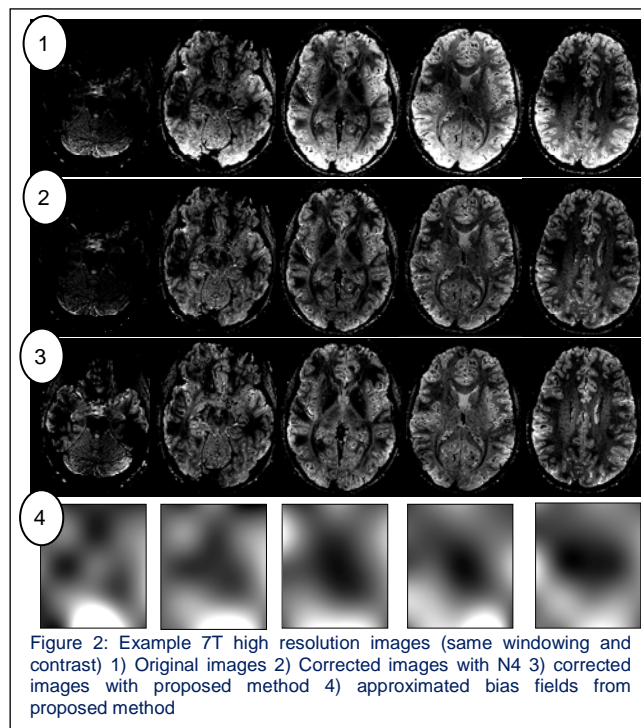 1
2
3
4
Figure 2: Example 7T high resolution images (same windowing and
contrast) 1) Original images 2) Corrected images with N4 3) corrected
images with proposed method 4) approximated bias fields from
proposed method